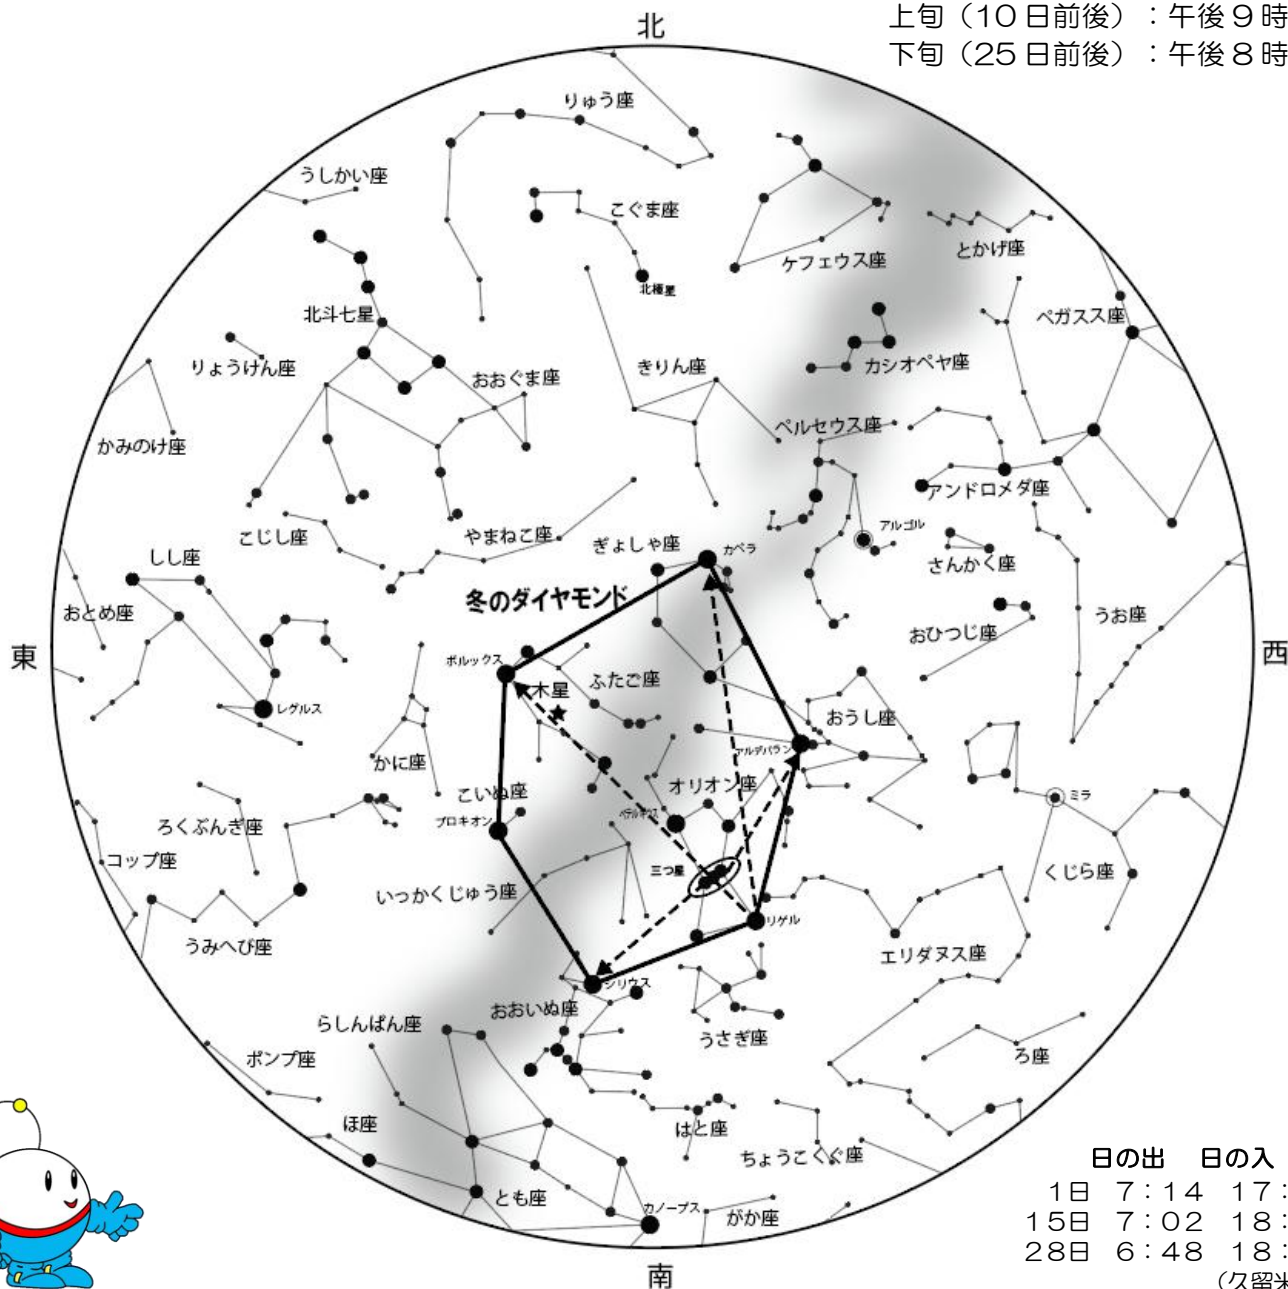 上旬（10日前後）：午後9時
下旬（25日前後）：午後8時
北
りゅう座
うしかい座
こぐま座
とかげ座
ケフェウス座
北極星
北斗七星
ペガスス座
りょうけん座
おおぐま座
きりん座
カシオペヤ座
かみのけ座
ペルセウス座
アンドロメダ座
こじし座
やまねこ座
ぎょしゃ座
カペラ
アルゴル
しし座
さんかく座
冬のダイヤモンド
おとめ座
おひつじ座
うお座
東
西
ポルックス
木星
ふたご座
レグルス
おうし座
アルデバラン
かに座
オリオン座
こいぬ座
ミラ
プロキオン
ベテルギウス
ろくぶんぎ座
コップ座
三つ星
くじら座
いっかくじゅう座
リゲル
うみへび座
エリダヌス座
シリウス
おおいぬ座
らしんばん座
うさぎ座
ポンプ座
ろ座
ほ座
はと座
ちょうこくぐ座
とも座
カノープス
がか座
南
日の出 日の入
1日 7：14 17：
15日 7：02 18：
28日 6：48 18：
（久留米